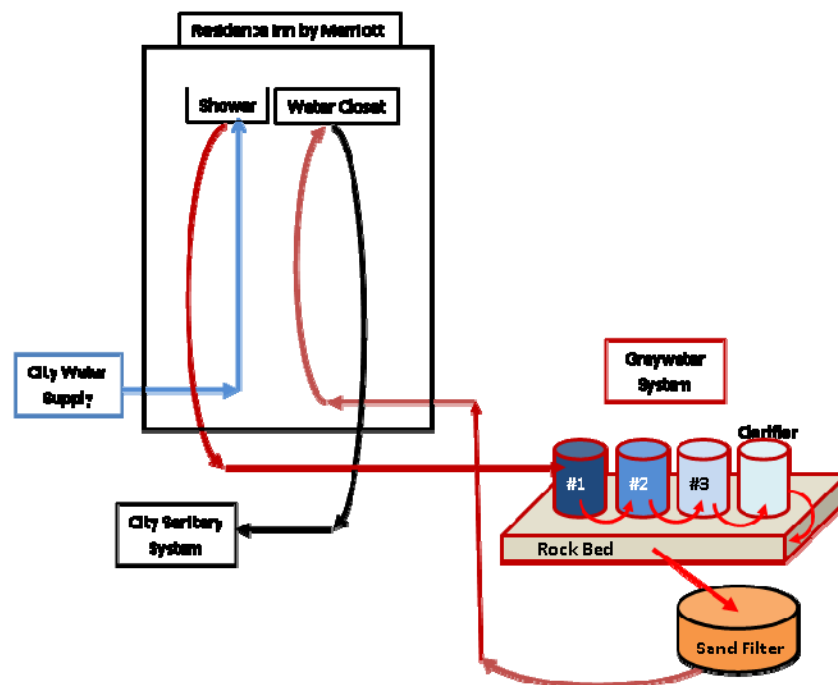 Residence Inn by Marriott
Shower
Water Closet
City Water
Supply
Graywater
System
Clarifier
#1
#2
#3
City Sanitary
System
Rock Bed
Sand Filter